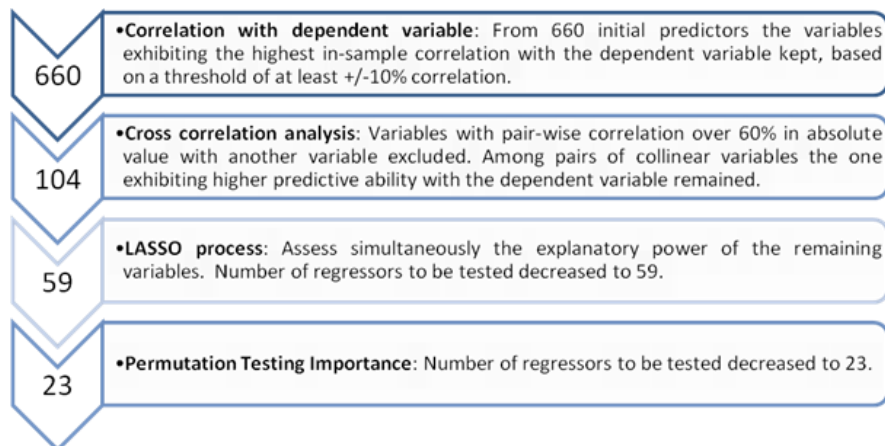 660
•Correlation with dependent variable: From 660 initial predictors the variables
exhibiting the highest in-sample correlation with the dependent variable kept, based
on a threshold of at least +/-10% correlation.
104
•Cross correlation analysis: Variables with pair-wise correlation over 60% in absolute
value with another variable excluded. Among pairs of collinear variables the one
exhibiting higher predictive ability with the dependent variable remained.
59
•LASSO process: Assess simultaneously the explanatory power of the remaining
variables. Number of regressors to be tested decreased to 59.
23
•Permutation Testing Importance: Number of regressors to be tested decreased to 23.